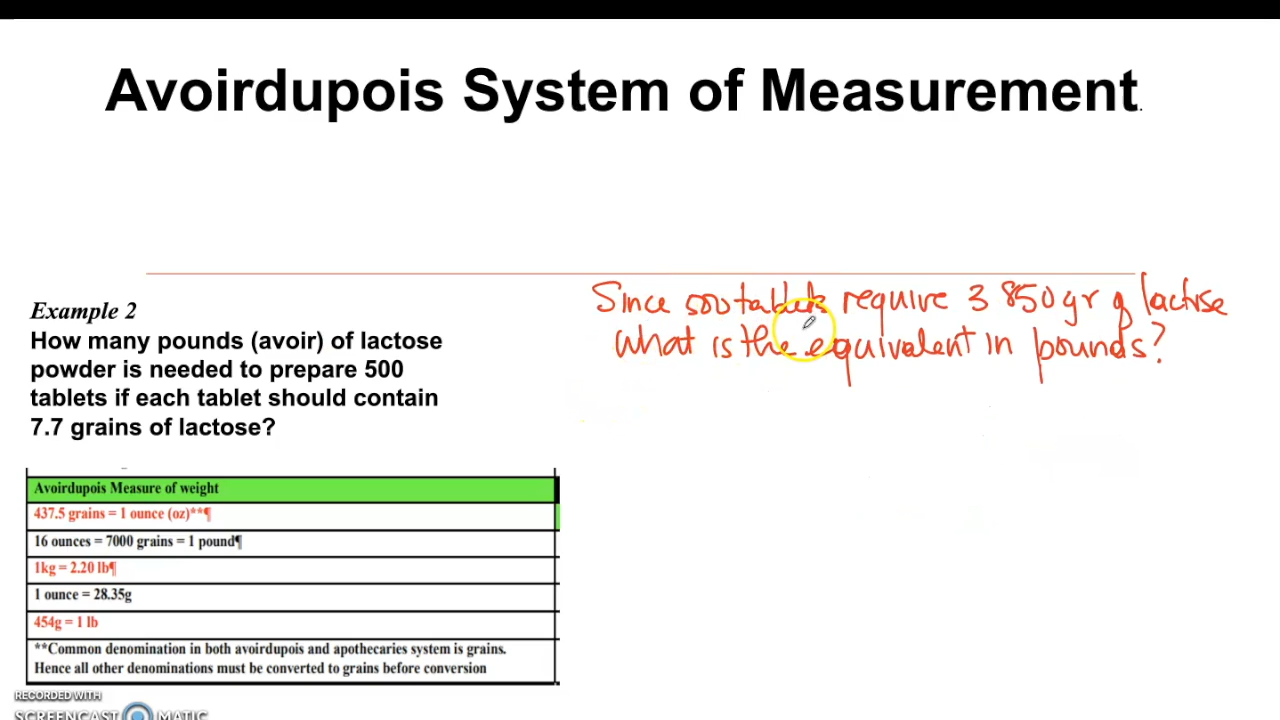 Avoirdupois System of Measurement.
Since 500 tablets require 3 850 gr of lactose
What is the equivalent in pounds?
Example 2
How many pounds (avoir) of lactose
powder is needed to prepare 500
tablets if each tablet should contain
7.7 grains of lactose?
Avoirdupois Measure of weight
437.5 grains = 1 ounce (oz)**¶
16 ounces = 7000 grains = 1 pound¶
1kg = 2.20 lb¶
1 ounce = 28.35g
454g = 1 lb
**Common denomination in both avoirdupois and apothecaries system is grains.
Hence all other denominations must be converted to grains before conversion
RECORDED WITH
SCREENCAST MATIC